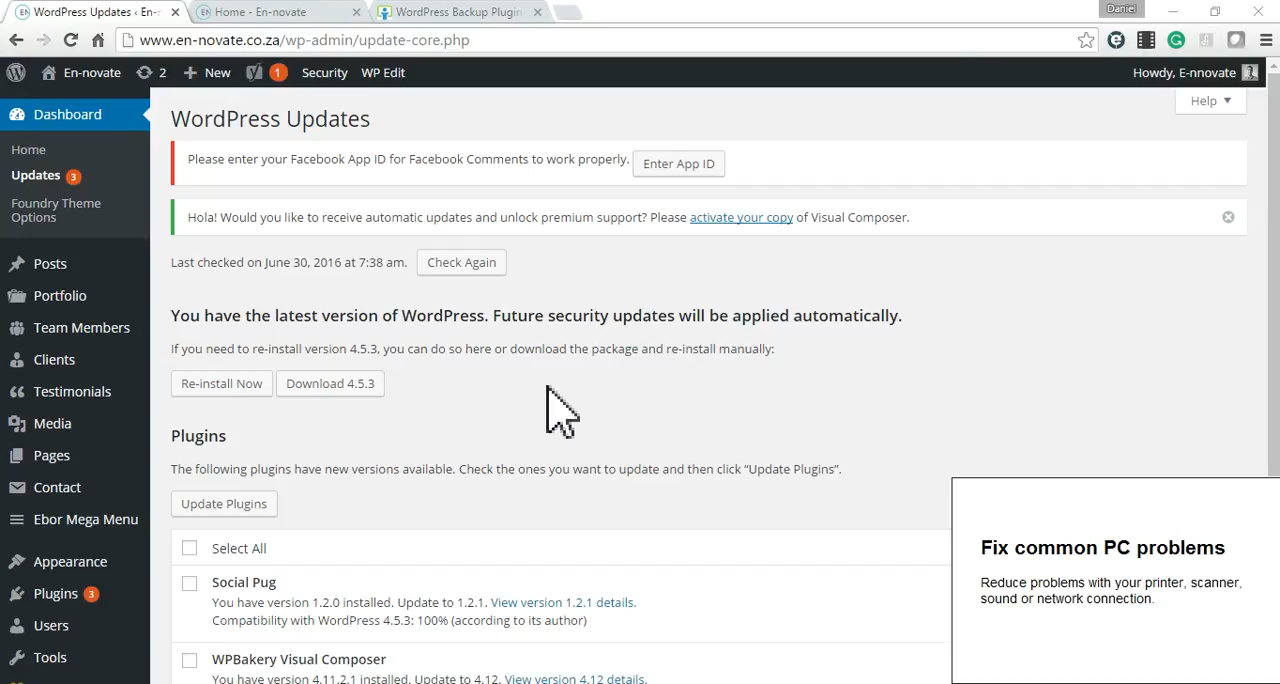 WordPress Updates ‹ En-
Home - En-novate
WordPress Backup Plugin
Daniel
www.en-novate.co.za/wp-admin/update-core.php
En-novate
2
New
1
Security
WP Edit
Howdy, E-nnovate
Dashboard
Home
Updates 3
Foundry Theme
Options
Posts
Portfolio
Team Members
Clients
Testimonials
Media
Pages
Contact
Ebor Mega Menu
Appearance
Plugins 3
Users
Tools
Help
WordPress Updates
Please enter your Facebook App ID for Facebook Comments to work properly. Enter App ID
Hola! Would you like to receive automatic updates and unlock premium support? Please activate your copy of Visual Composer.
Last checked on June 30, 2016 at 7:38 am. Check Again
You have the latest version of WordPress. Future security updates will be applied automatically.
If you need to re-install version 4.5.3, you can do so here or download the package and re-install manually:
Re-install Now Download 4.5.3
Plugins
The following plugins have new versions available. Check the ones you want to update and then click “Update Plugins”.
Update Plugins
Select All
Social Pug
You have version 1.2.0 installed. Update to 1.2.1. View version 1.2.1 details.
Compatibility with WordPress 4.5.3: 100% (according to its author)
WPBakery Visual Composer
You have version 4.11.2.1 installed. Update to 4.12. View version 4.12 details.
Fix common PC problems
Reduce problems with your printer, scanner,
sound or network connection.